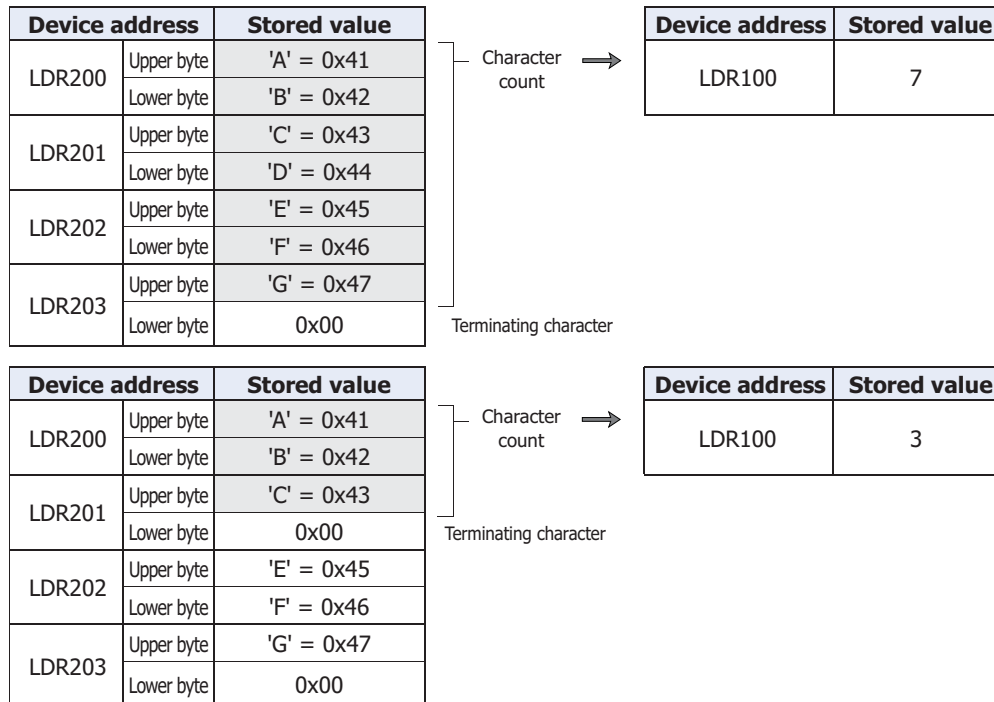 Device address Stored value
LDR200 Upper byte 'A' = 0x41
Lower byte 'B' = 0x42
LDR201 Upper byte 'C' = 0x43
Lower byte 'D' = 0x44
LDR202 Upper byte 'E' = 0x45
Lower byte 'F' = 0x46
LDR203 Upper byte 'G' = 0x47
Lower byte 0x00
Character
count
Terminating character
Device address Stored value
LDR100 7
Device address Stored value
LDR200 Upper byte 'A' = 0x41
Lower byte 'B' = 0x42
LDR201 Upper byte 'C' = 0x43
Lower byte 0x00
LDR202 Upper byte 'E' = 0x45
Lower byte 'F' = 0x46
LDR203 Upper byte 'G' = 0x47
Lower byte 0x00
Character
count
Terminating character
Device address Stored value
LDR100 3